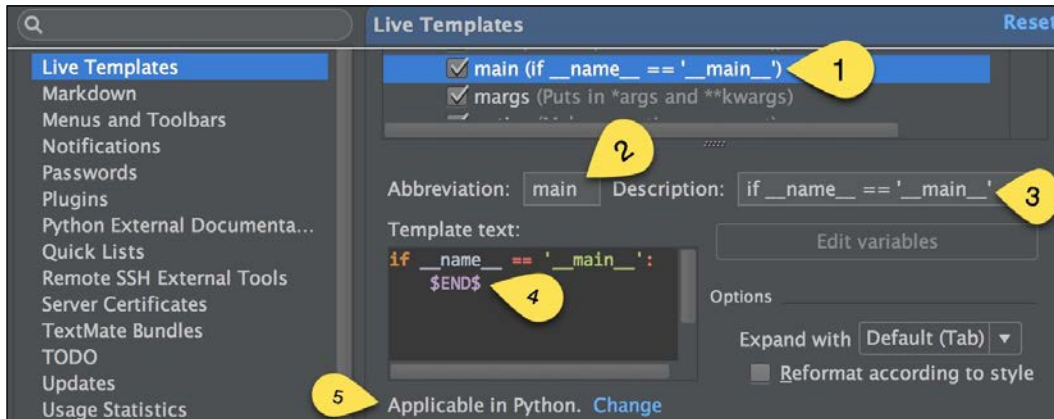 Live Templates Reset
Live Templates
Markdown
Menus and Toolbars
Notifications
Passwords
Plugins
Python External Documenta...
Quick Lists
Remote SSH External Tools
Server Certificates
TextMate Bundles
TODO
Updates
Usage Statistics
main (if __name__ == '__main__') 1
margs (Puts in *args and **kwargs)
2
Abbreviation: main Description: if __name__ == '__main__' 3
Template text:
Edit variables
if __name__ == '__main__':
$END$ 4
Options
Expand with Default (Tab)
Reformat according to style
5 Applicable in Python. Change